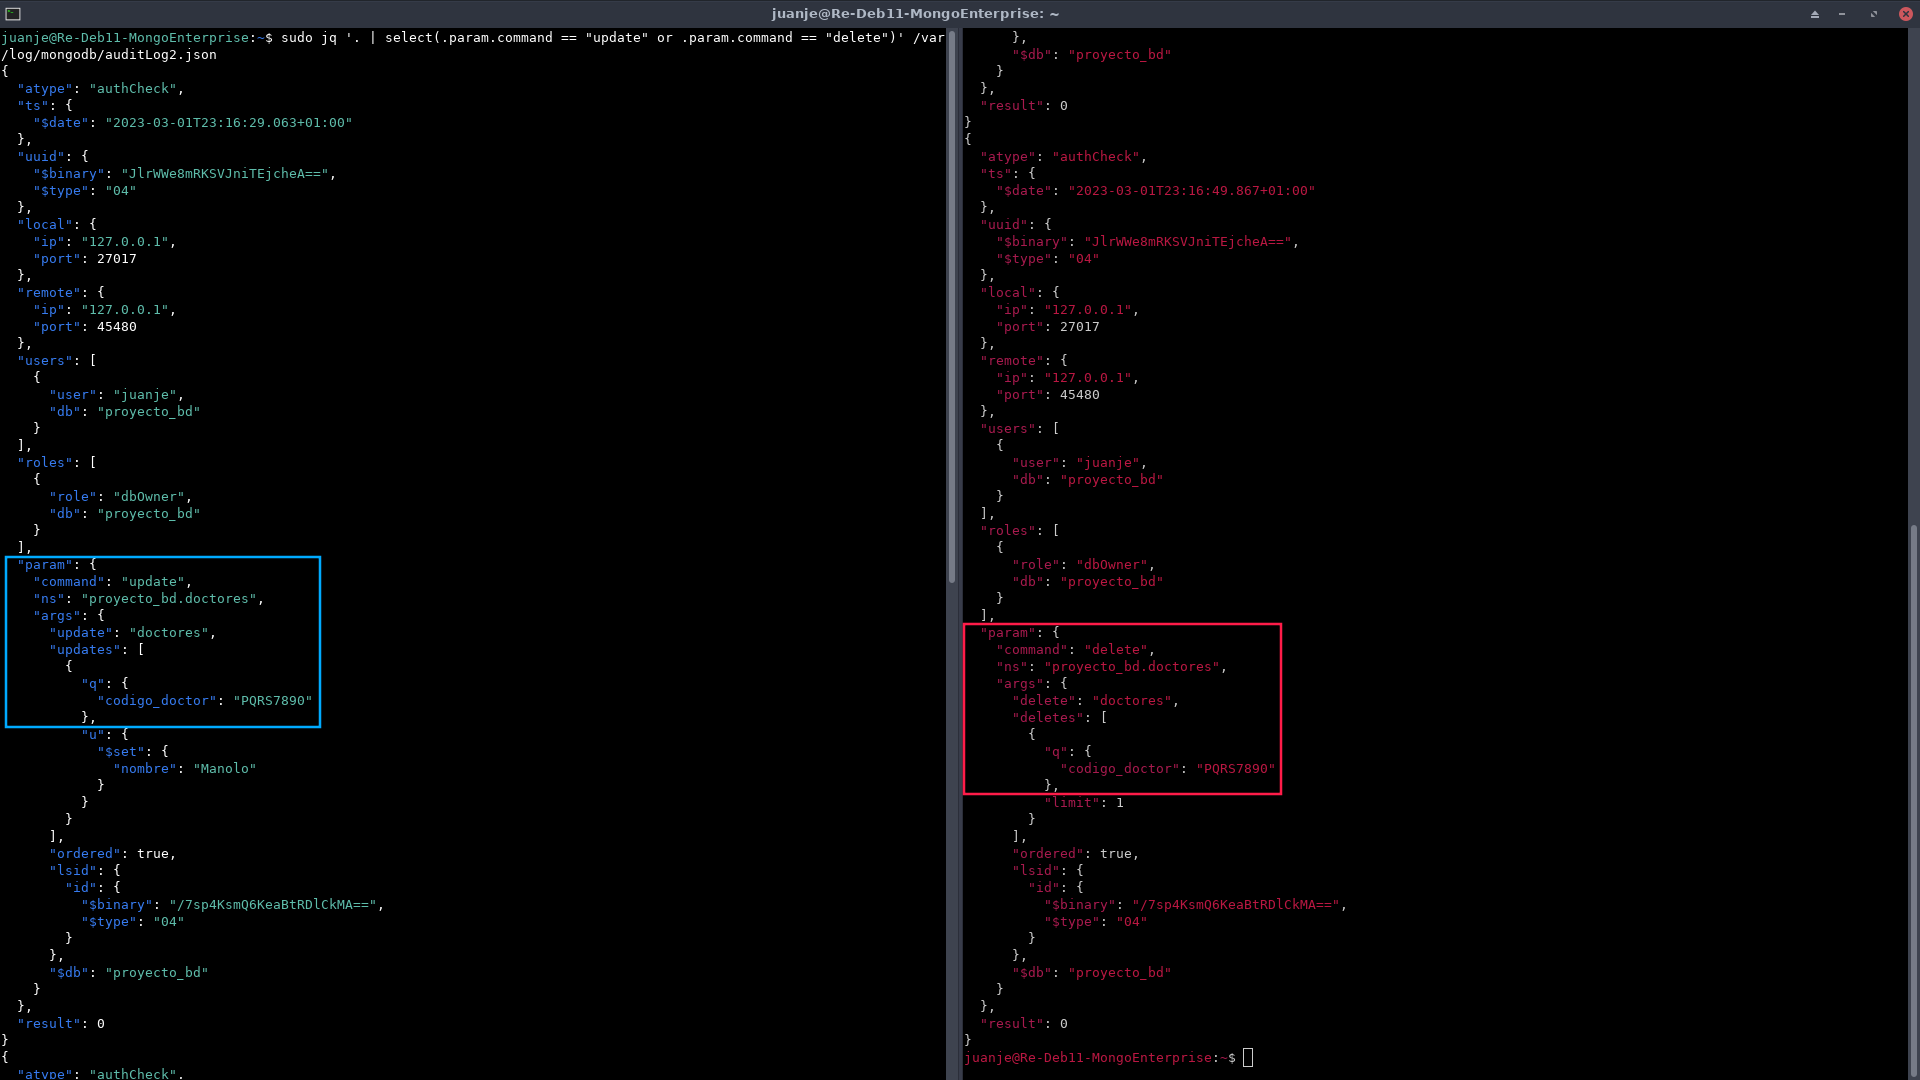 juanje@Re-Deb11-MongoEnterprise: ~
juanje@Re-Deb11-MongoEnterprise:~$ sudo jq '. | select(.param.command == "update" or .param.command == "delete")' /var
/log/mongodb/auditLog2.json
{
  "atype": "authCheck",
  "ts": {
    "$date": "2023-03-01T23:16:29.063+01:00"
  },
  "uuid": {
    "$binary": "JlrWWe8mRKSVJniTEjcheA==",
    "$type": "04"
  },
  "local": {
    "ip": "127.0.0.1",
    "port": 27017
  },
  "remote": {
    "ip": "127.0.0.1",
    "port": 45480
  },
  "users": [
    {
      "user": "juanje",
      "db": "proyecto_bd"
    }
  ],
  "roles": [
    {
      "role": "dbOwner",
      "db": "proyecto_bd"
    }
  ],
  "param": {
    "command": "update",
    "ns": "proyecto_bd.doctores",
    "args": {
      "update": "doctores",
      "updates": [
        {
          "q": {
            "codigo_doctor": "PQRS7890"
          },
          "u": {
            "$set": {
              "nombre": "Manolo"
            }
          }
        }
      ],
      "ordered": true,
      "lsid": {
        "id": {
          "$binary": "/7sp4KsmQ6KeaBtRDlCkMA==",
          "$type": "04"
        }
      },
      "$db": "proyecto_bd"
    }
  },
  "result": 0
}
{
  "atype": "authCheck",
      },
      "$db": "proyecto_bd"
    }
  },
  "result": 0
}
{
  "atype": "authCheck",
  "ts": {
    "$date": "2023-03-01T23:16:49.867+01:00"
  },
  "uuid": {
    "$binary": "JlrWWe8mRKSVJniTEjcheA==",
    "$type": "04"
  },
  "local": {
    "ip": "127.0.0.1",
    "port": 27017
  },
  "remote": {
    "ip": "127.0.0.1",
    "port": 45480
  },
  "users": [
    {
      "user": "juanje",
      "db": "proyecto_bd"
    }
  ],
  "roles": [
    {
      "role": "dbOwner",
      "db": "proyecto_bd"
    }
  ],
  "param": {
    "command": "delete",
    "ns": "proyecto_bd.doctores",
    "args": {
      "delete": "doctores",
      "deletes": [
        {
          "q": {
            "codigo_doctor": "PQRS7890"
          },
          "limit": 1
        }
      ],
      "ordered": true,
      "lsid": {
        "id": {
          "$binary": "/7sp4KsmQ6KeaBtRDlCkMA==",
          "$type": "04"
        }
      },
      "$db": "proyecto_bd"
    }
  },
  "result": 0
}
juanje@Re-Deb11-MongoEnterprise:~$